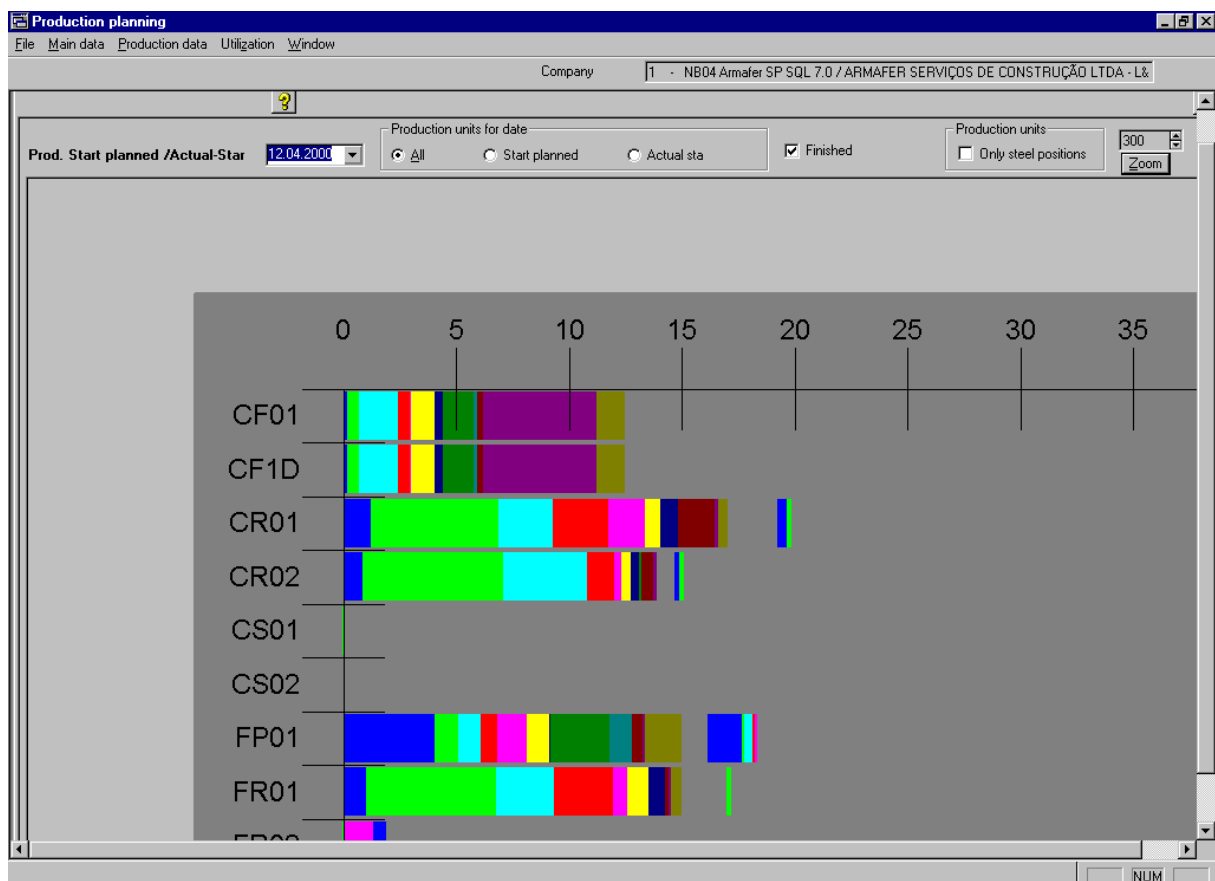 Production planning
File Main data Production data Utilization Window
Company 1 - NB04 Armafer SP SQL 7.0 / ARMAFER SERVIÇOS DE CONSTRUÇÃO LTDA - L&
?
Production units for date Production units
Prod. Start planned /Actual-Star 12.04.2000 All Start planned Actual sta Finished Only steel positions 300
Zoom
0 5 10 15 20 25 30 35
CF01
CF1D
CR01
CR02
CS01
CS02
FP01
FR01
NUM